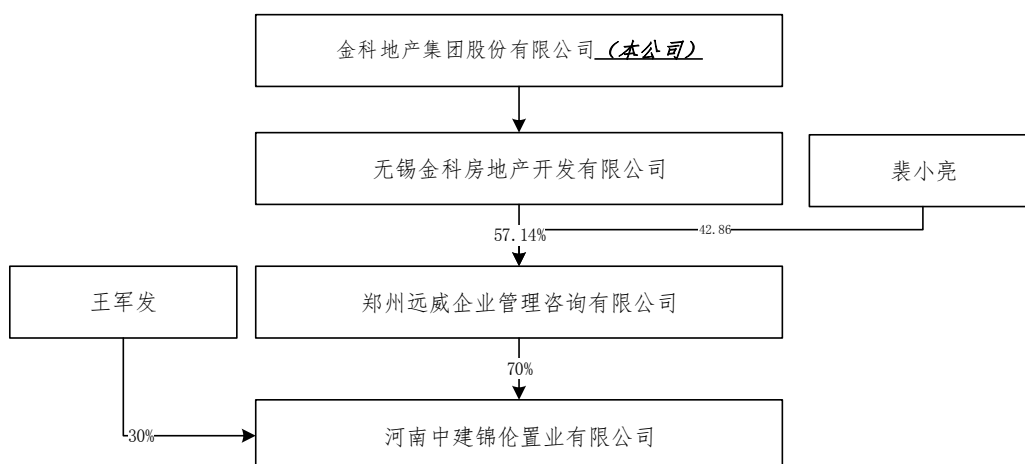 金科地产集团股份有限公司（本公司）
无锡金科房地产开发有限公司
裴小亮
57.14%
42.86
王军发
郑州远威企业管理咨询有限公司
70%
30%
河南中建锦伦置业有限公司